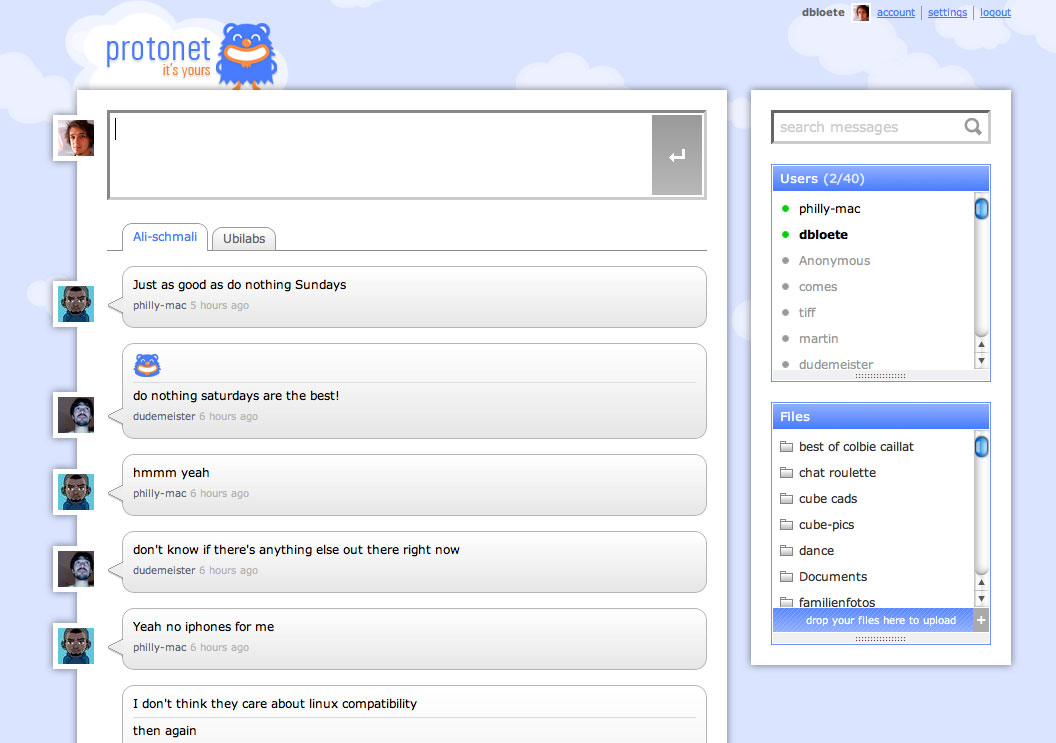 dbloete account settings logout
protonet
it's yours
search messages
Users (2/40)
philly-mac
dbloete
Anonymous
comes
tiff
martin
dudemeister
Ali-schmali Ubilabs
Just as good as do nothing Sundays
philly-mac 5 hours ago
do nothing saturdays are the best!
dudemeister 6 hours ago
hmmm yeah
philly-mac 6 hours ago
don't know if there's anything else out there right now
dudemeister 6 hours ago
Yeah no iphones for me
philly-mac 6 hours ago
I don't think they care about linux compatibility
then again
Files
best of colbie caillat
chat roulette
cube cads
cube-pics
dance
Documents
familienfotos
drop your files here to upload +